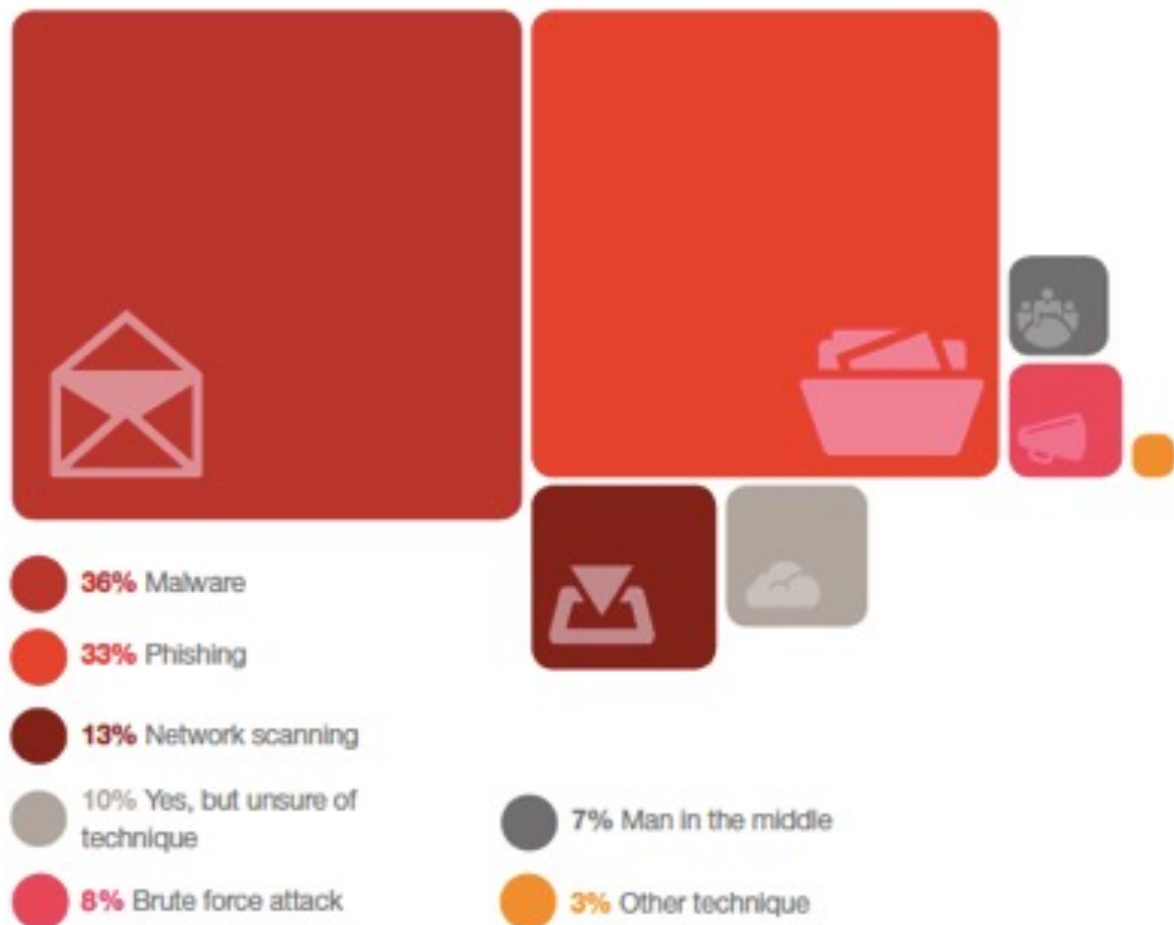 36% Malware
33% Phishing
13% Network scanning
10% Yes, but unsure of
technique
8% Brute force attack
7% Man in the middle
3% Other technique